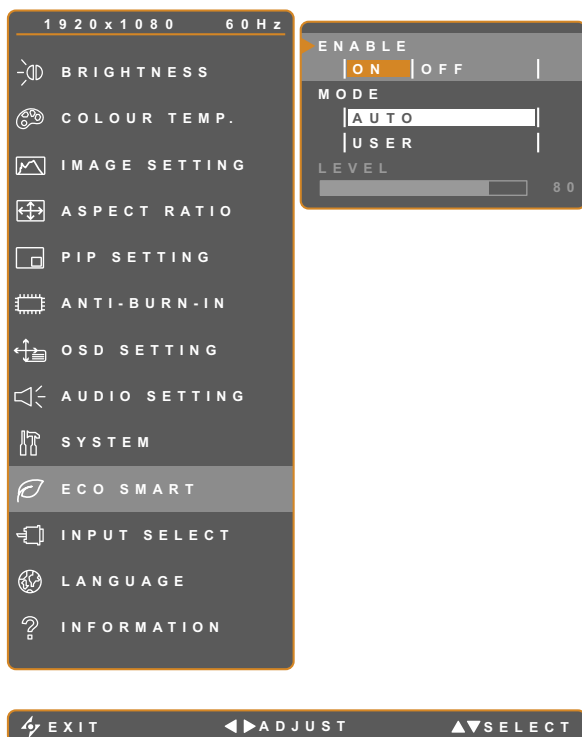 1920x1080 60Hz
BRIGHTNESS
COLOUR TEMP.
IMAGE SETTING
ASPECT RATIO
PIP SETTING
ANTI-BURN-IN
OSD SETTING
AUDIO SETTING
SYSTEM
ECO SMART
INPUT SELECT
LANGUAGE
INFORMATION
ENABLE
ON OFF
MODE
AUTO
USER
LEVEL
80
EXIT ADJUST SELECT